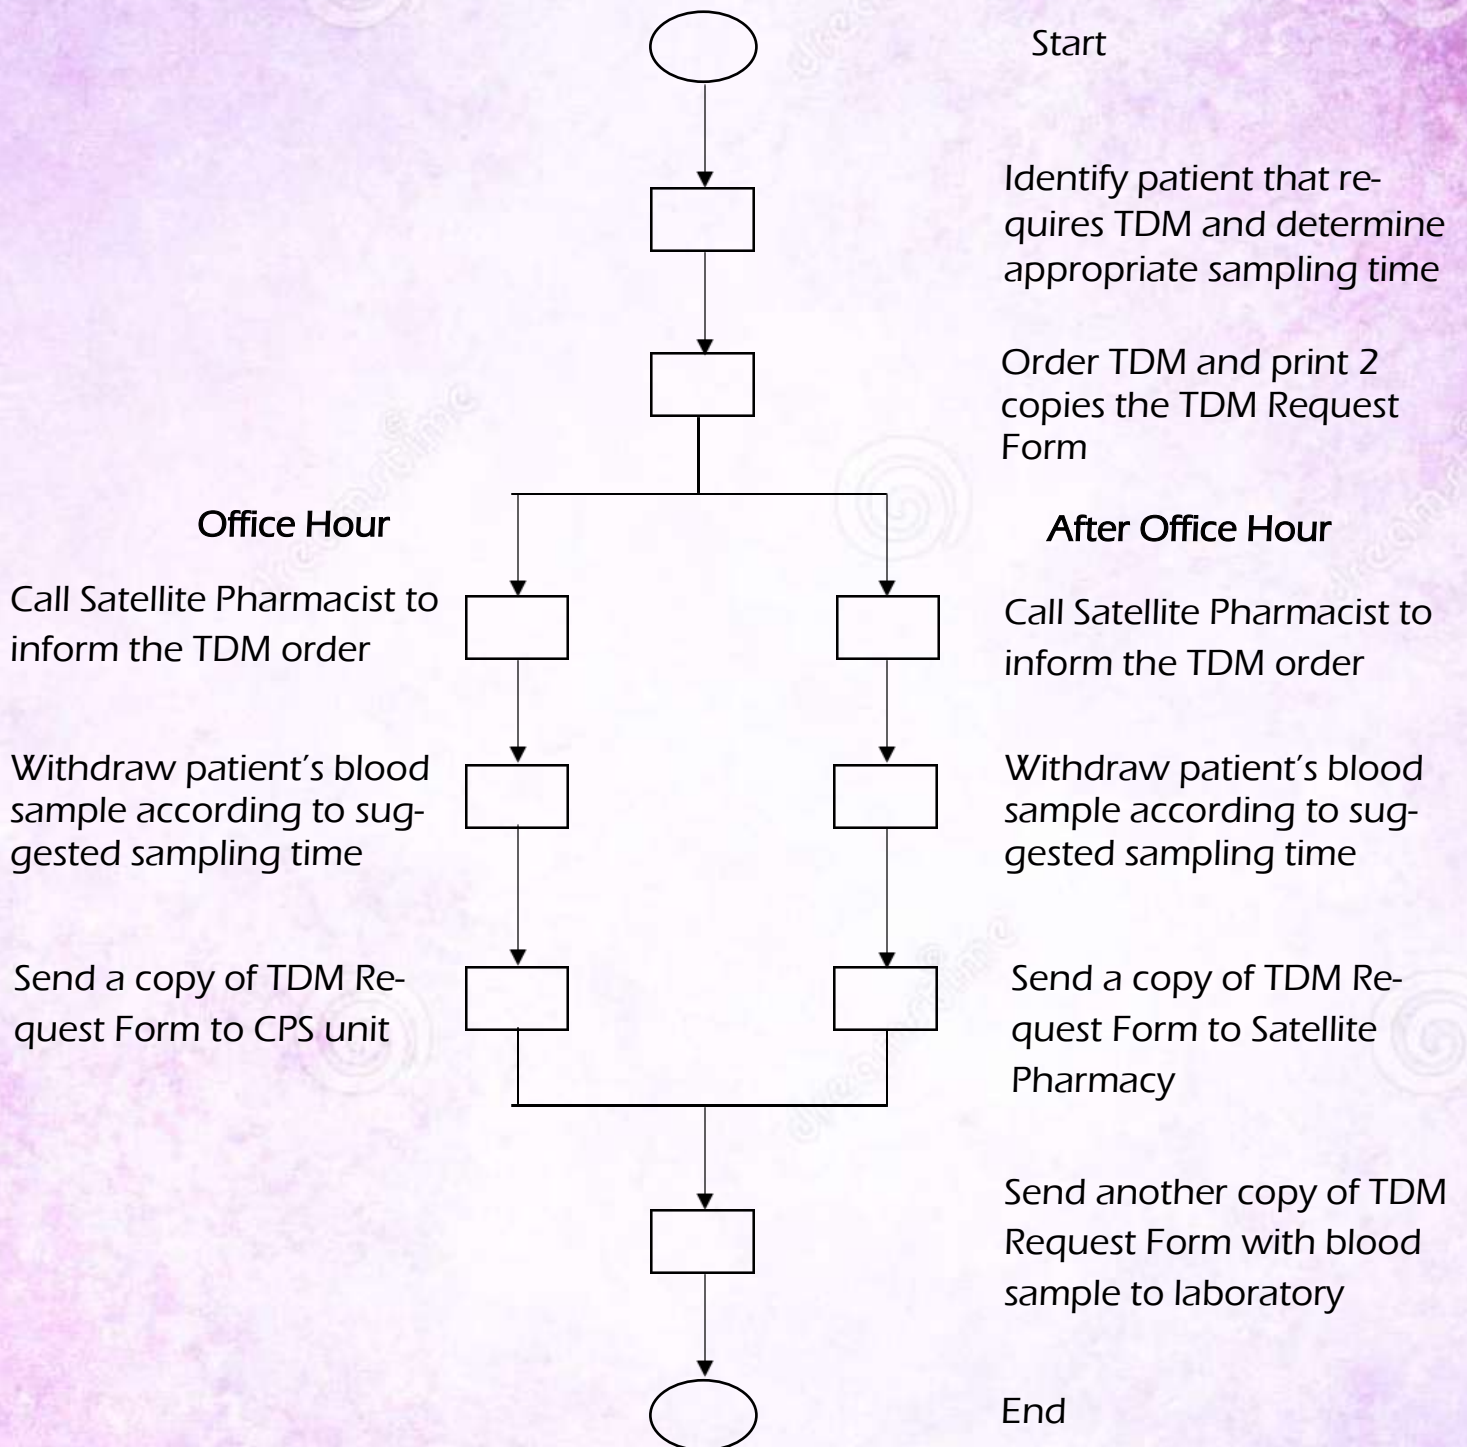 Start
Identify patient that re-
quires TDM and determine
appropriate sampling time
Order TDM and print 2
copies the TDM Request
Form
Office Hour
Call Satellite Pharmacist to
inform the TDM order
Withdraw patient’s blood
sample according to sug-
gested sampling time
Send a copy of TDM Re-
quest Form to CPS unit
After Office Hour
Call Satellite Pharmacist to
inform the TDM order
Withdraw patient’s blood
sample according to sug-
gested sampling time
Send a copy of TDM Re-
quest Form to Satellite
Pharmacy
Send another copy of TDM
Request Form with blood
sample to laboratory
End
dreamstime
dreamstime
dreamstime